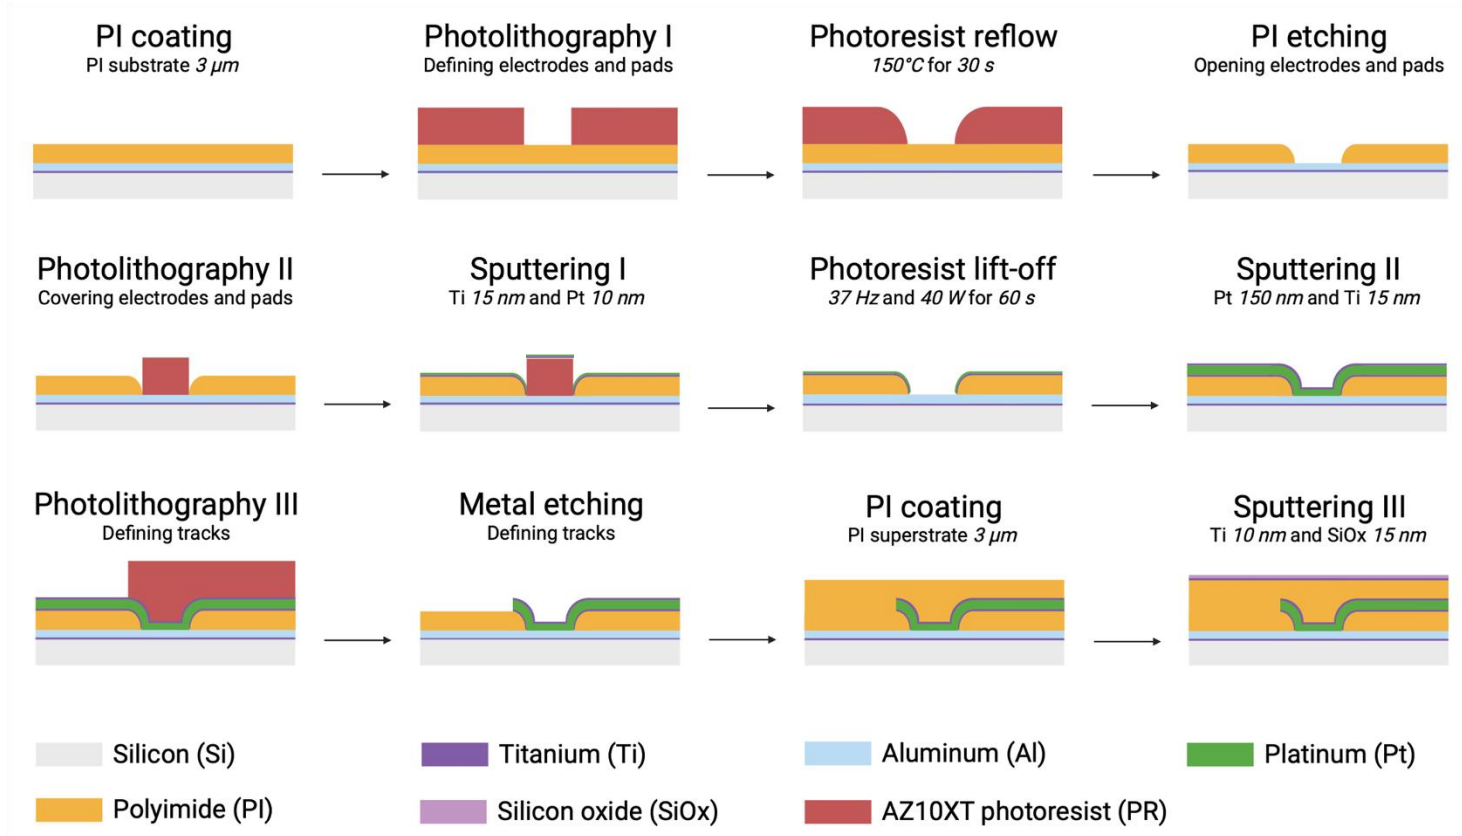 PI coating
PI substrate 3 µm
Photolithography I
Defining electrodes and pads
Photoresist reflow
150°C for 30 s
PI etching
Opening electrodes and pads
Photolithography II
Covering electrodes and pads
Sputtering I
Ti 15 nm and Pt 10 nm
Photoresist lift-off
37 Hz and 40 W for 60 s
Sputtering II
Pt 150 nm and Ti 15 nm
Photolithography III
Defining tracks
Metal etching
Defining tracks
PI coating
PI superstrate 3 µm
Sputtering III
Ti 10 nm and SiOx 15 nm
Silicon (Si)
Titanium (Ti)
Aluminum (Al)
Platinum (Pt)
Polyimide (PI)
Silicon oxide (SiOx)
AZ10XT photoresist (PR)